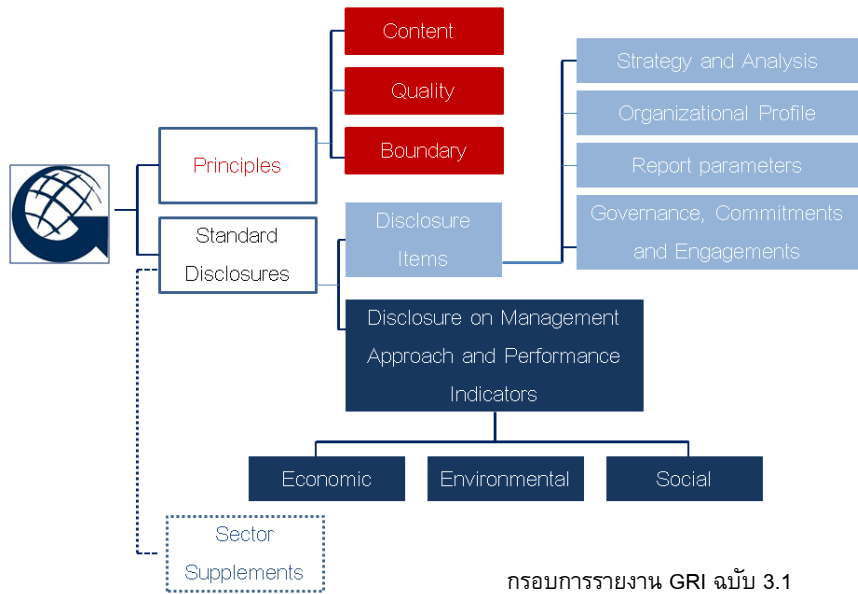 Content
Quality
Boundary
Principles
Standard
Disclosures
Disclosure
Items
Strategy and Analysis
Organizational Profile
Report parameters
Governance, Commitments
and Engagements
Disclosure on Management
Approach and Performance
Indicators
Economic
Environmental
Social
Sector
Supplements
กรอบการรายงาน GRI ฉบับ 3.1